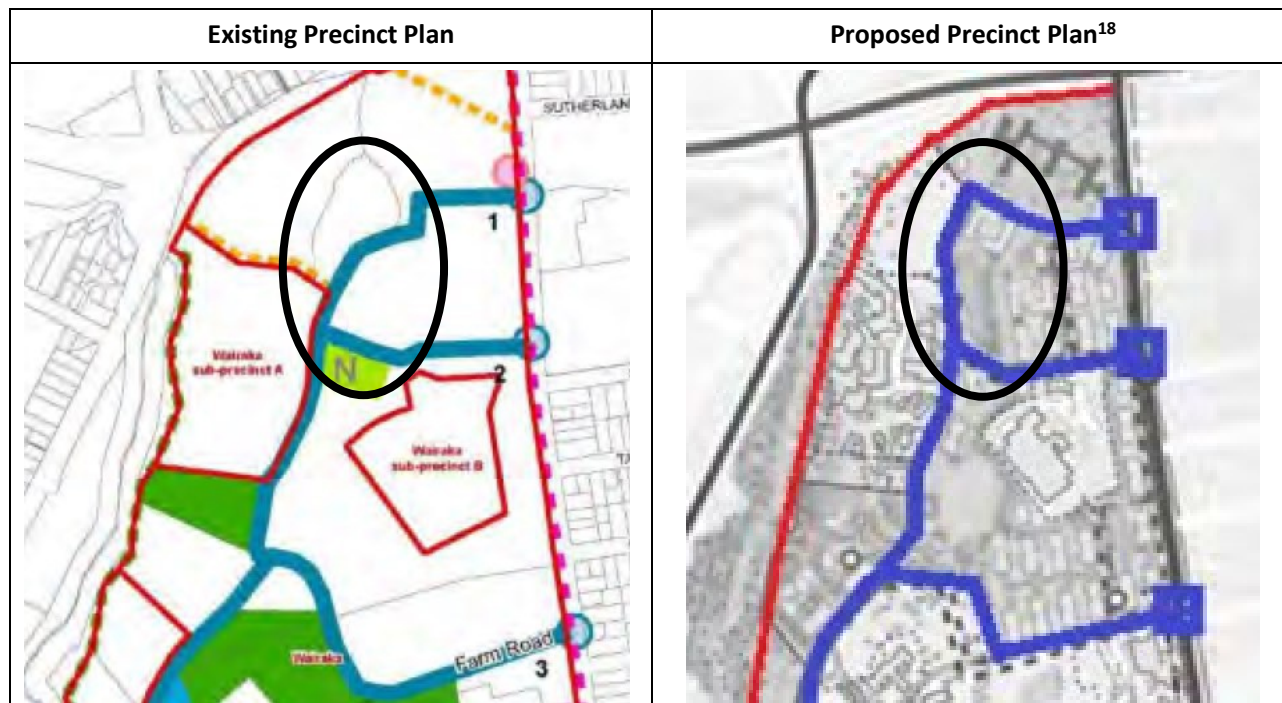 Existing Precinct Plan
Proposed Precinct Plan18
SUTHERLAN
1
Wairaka
sub-precinct A
N
2
Wairaka
sub-precinct B
TA
Wairaka
Farm Road
3